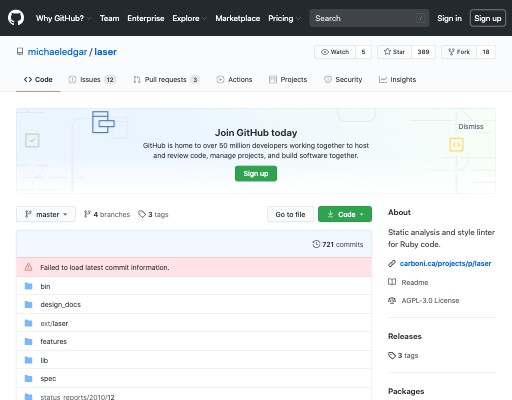 Why GitHub? Team Enterprise Explore Marketplace Pricing Search / Sign in Sign up
michaeledgar / laser
Watch 5 Star 389 Fork 18
Code Issues 12 Pull requests 3 Actions Projects Security Insights
Dismiss
Join GitHub today
GitHub is home to over 50 million developers working together to host
and review code, manage projects, and build software together.
Sign up
master 4 branches 3 tags Go to file Code
721 commits
Failed to load latest commit information.
bin
design_docs
ext/laser
features
lib
spec
status_reports/2010/12
About
Static analysis and style linter
for Ruby code.
carboni.ca/projects/p/laser
Readme
AGPL-3.0 License
Releases
3 tags
Packages